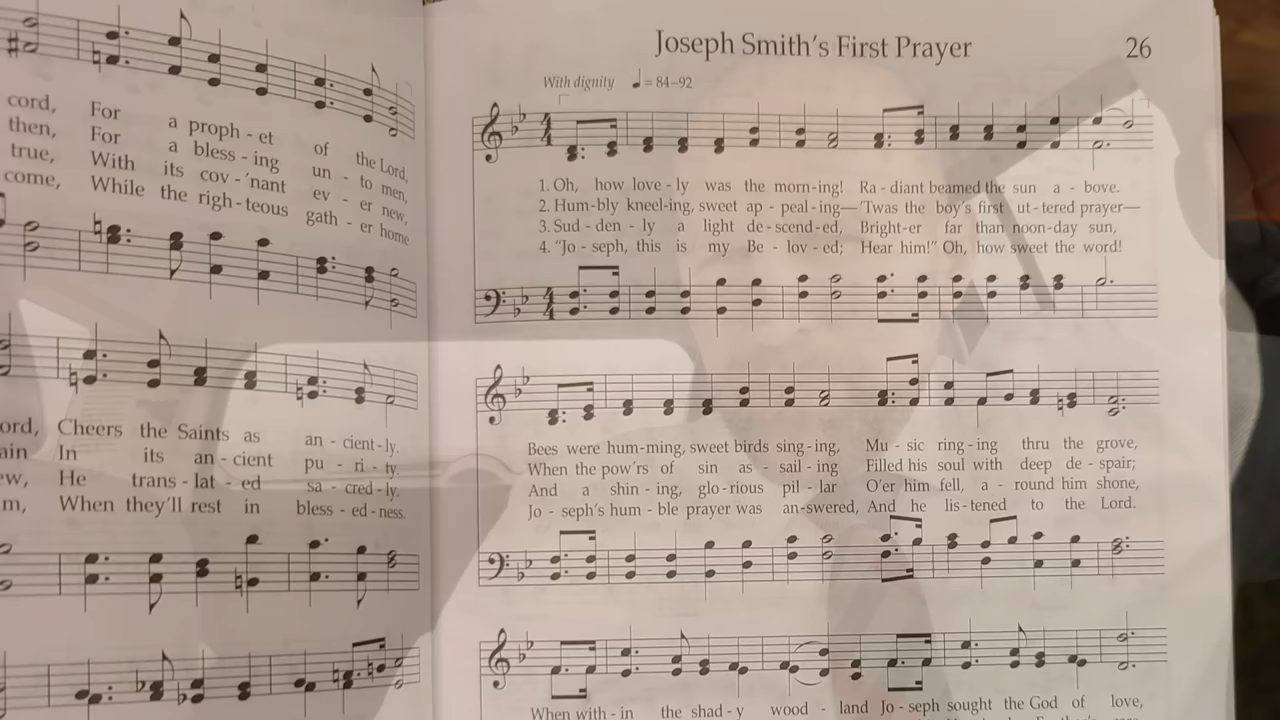 cord, For a proph - et of the Lord,
then, For a bless - ing un - to men,
true, With its cov - 'nant ev - er new,
come, While the righ - teous gath - er home
ord, Cheers the Saints as an - cient - ly.
ain In its an - cient pu - ri - ty.
ew, He trans - lat - ed sa - cred - ly.
m, When they'll rest in bless - ed - ness.
Joseph Smith's First Prayer 26
With dignity ♩ = 84–92
1. Oh, how love - ly was the morn - ing! Ra - diant beamed the sun a - bove.
2. Hum - bly kneel - ing, sweet ap - peal - ing— 'Twas the boy's first ut - tered prayer—
3. Sud - den - ly a light de - scend - ed, Bright - er far than noon - day sun,
4. "Jo - seph, this is my Be - lov - ed; Hear him!" Oh, how sweet the word!
Bees were hum - ming, sweet birds sing - ing, Mu - sic ring - ing thru the grove,
When the pow'rs of sin as - sail - ing Filled his soul with deep de - spair;
And a shin - ing, glo - rious pil - lar O'er him fell, a - round him shone,
Jo - seph's hum - ble prayer was an - swered, And he lis - tened to the Lord.
When with - in the shad - y wood - land Jo - seph sought the God of love,